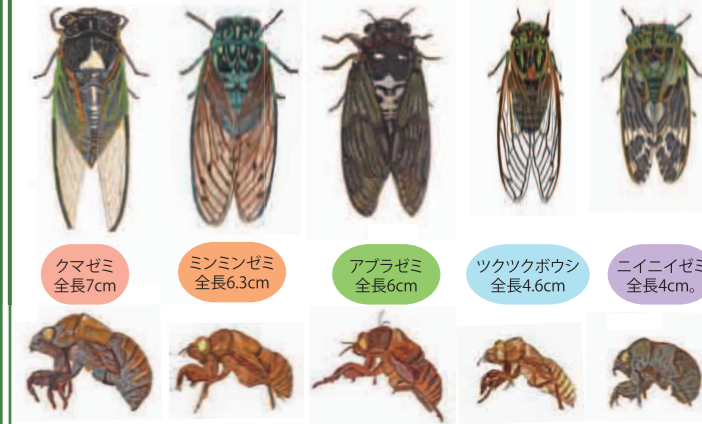 クマゼミ
全長7cm
ミンミンゼミ
全長6.3cm
アブラゼミ
全長6cm
ツクツクボウシ
全長4.6cm
ニイニイゼミ
全長4cm。